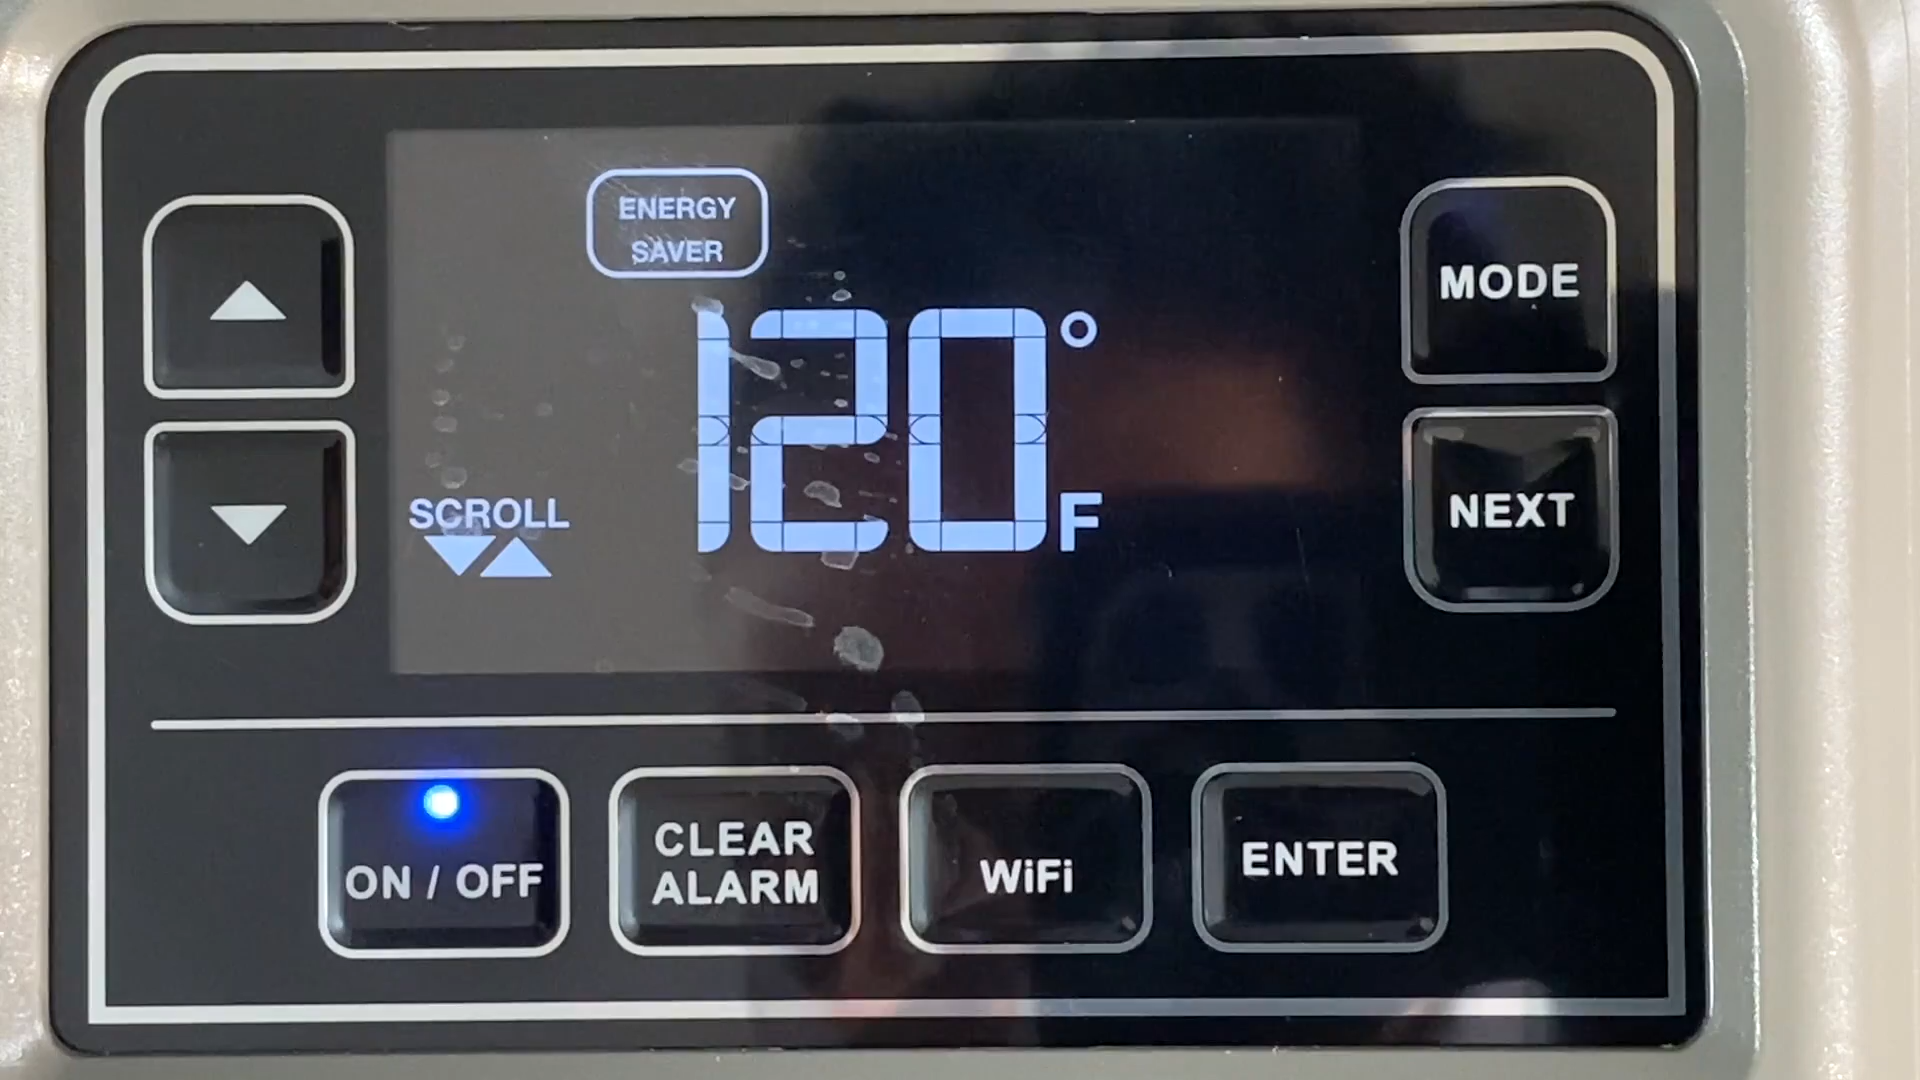 ENERGY
SAVER
120°F
SCROLL
MODE
NEXT
ON / OFF
CLEAR
ALARM
WiFi
ENTER